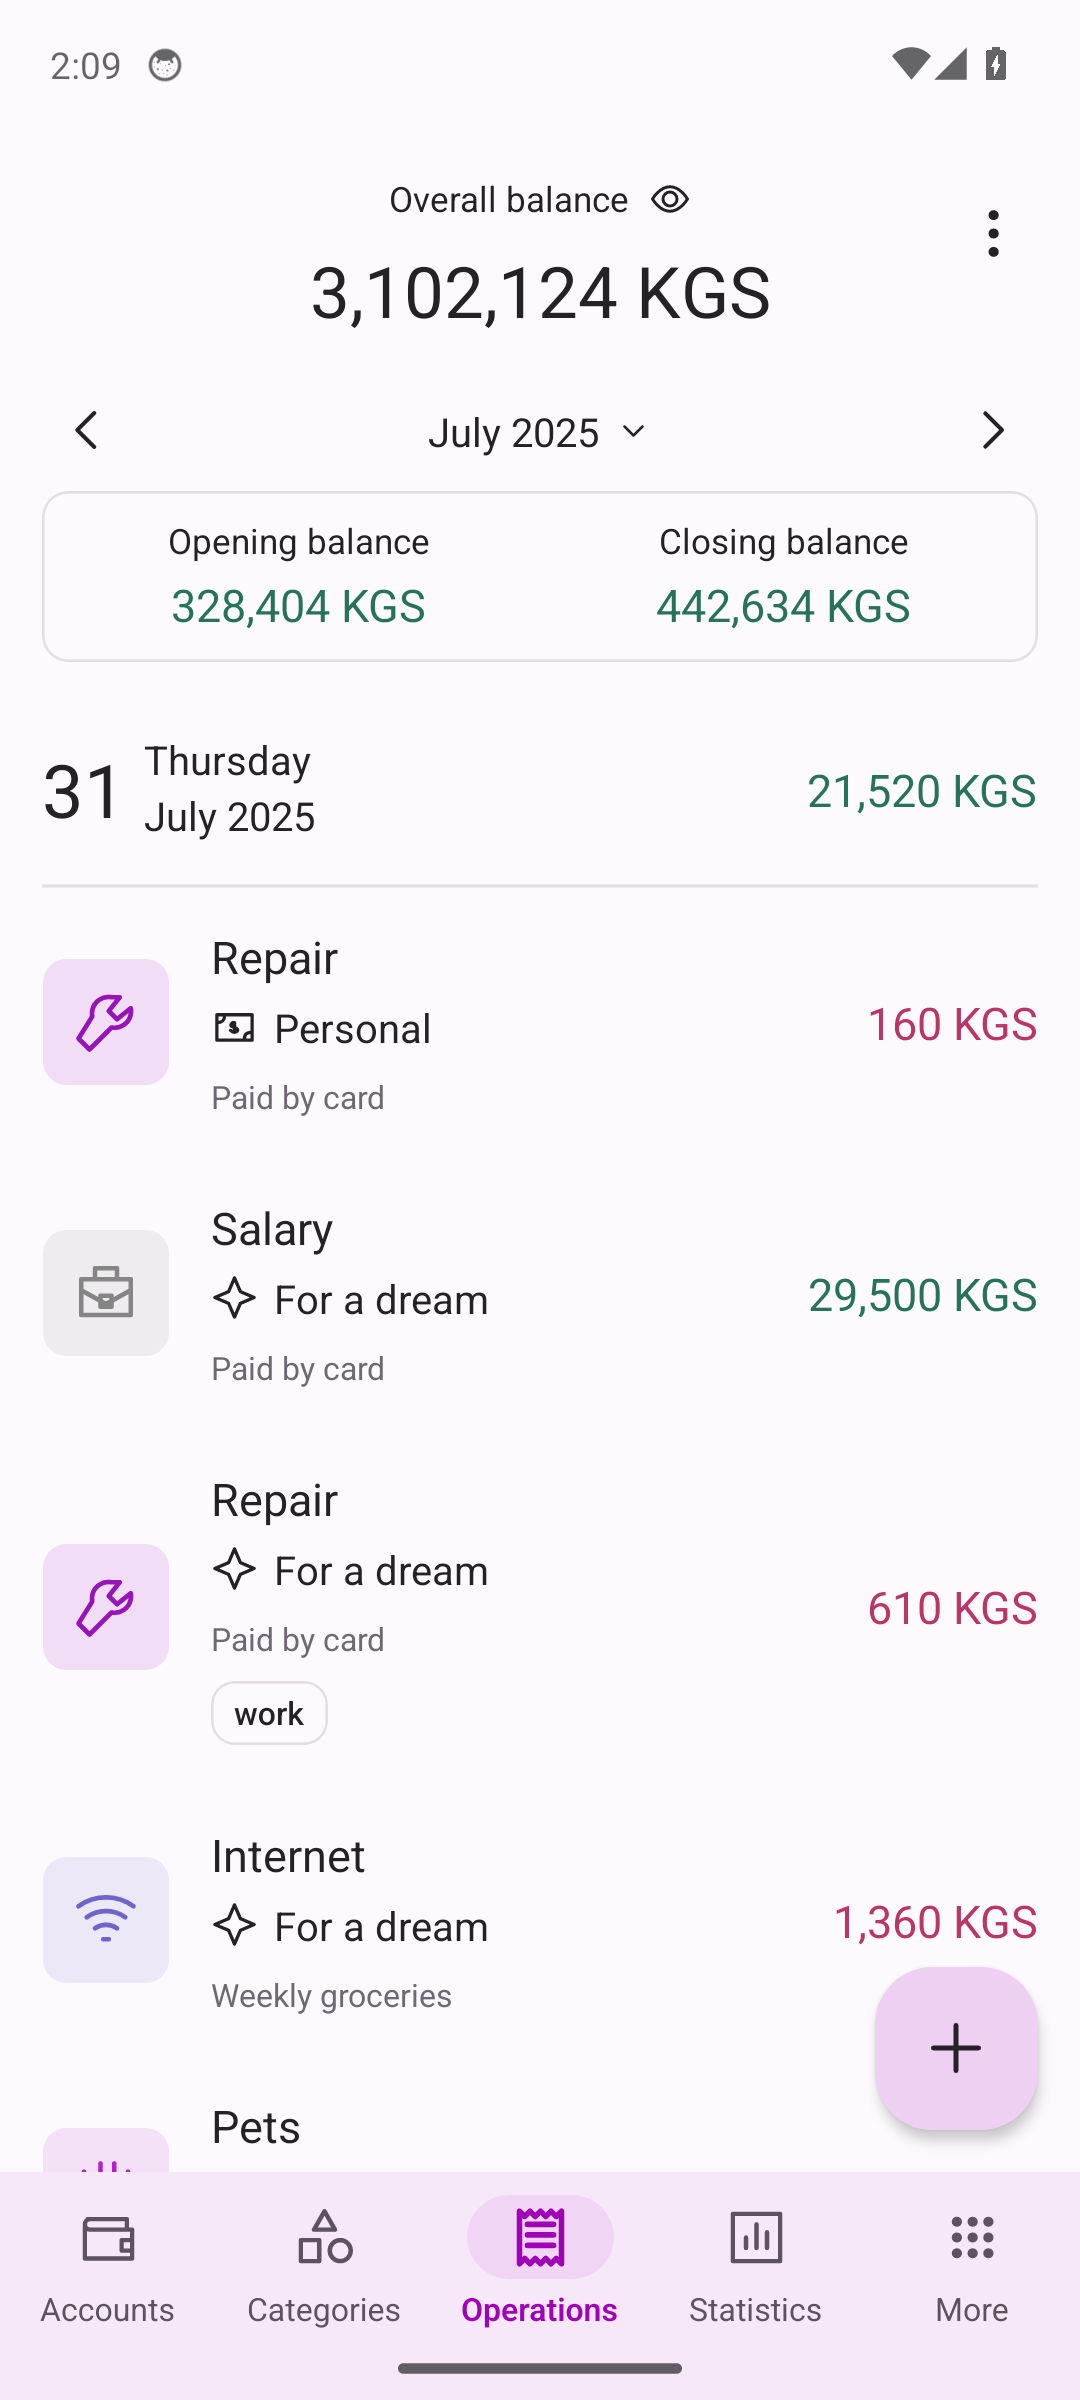 2:09
Overall balance
3,102,124 KGS
July 2025
Opening balance
328,404 KGS
Closing balance
442,634 KGS
31
Thursday
July 2025
21,520 KGS
Repair
Personal
Paid by card
160 KGS
Salary
For a dream
Paid by card
29,500 KGS
Repair
For a dream
Paid by card
work
610 KGS
Internet
For a dream
Weekly groceries
1,360 KGS
Pets
Accounts
Categories
Operations
Statistics
More